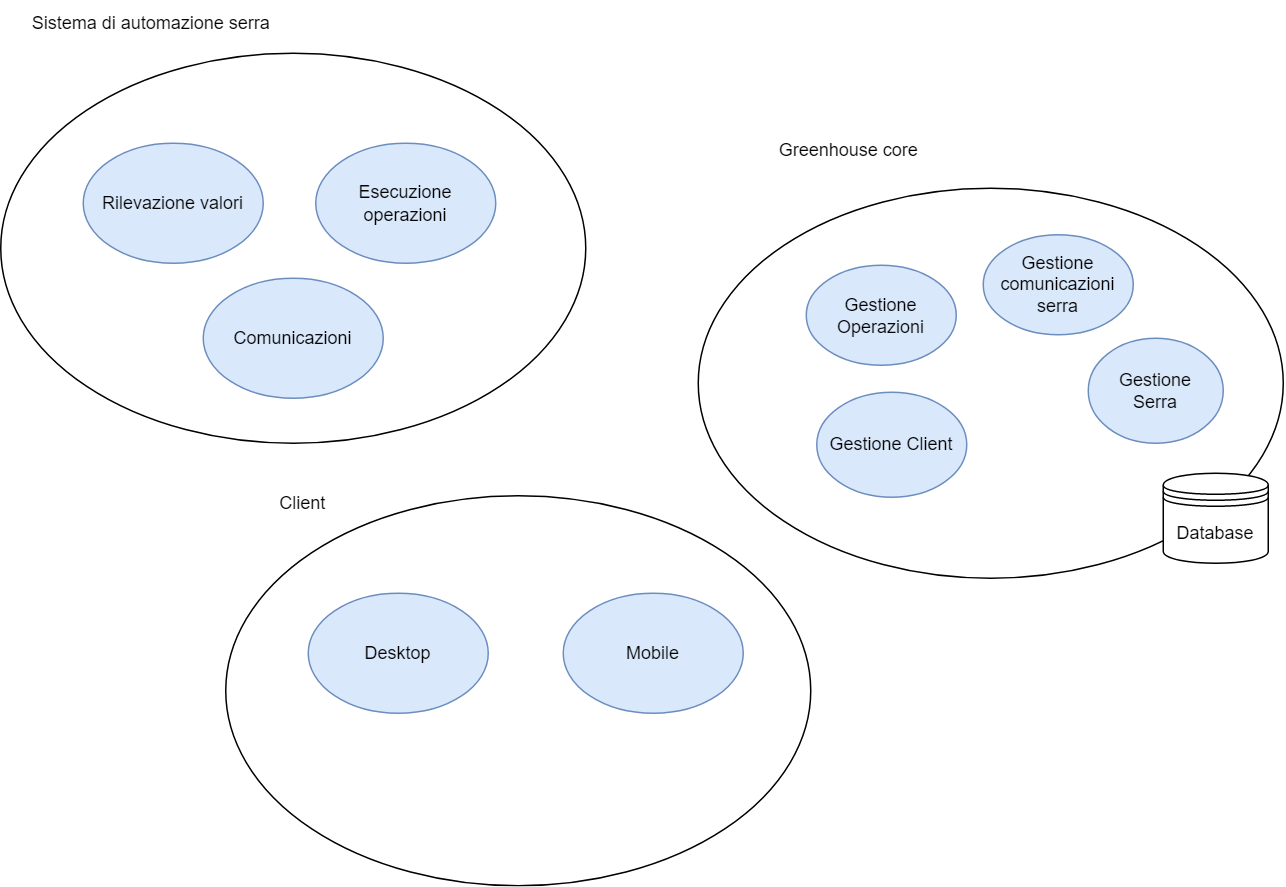 Sistema di automazione serra
Rilevazione valori
Esecuzione
operazioni
Comunicazioni
Greenhouse core
Gestione
comunicazioni
serra
Gestione
Operazioni
Gestione
Serra
Gestione Client
Database
Client
Desktop
Mobile